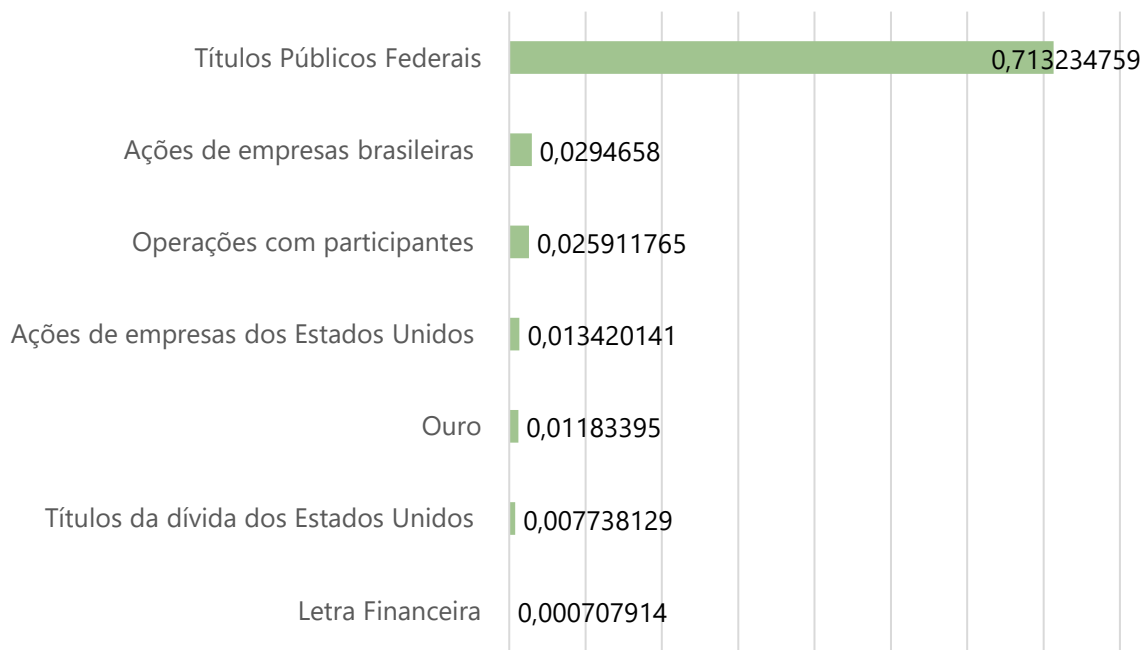 Títulos Públicos Federais 0,713234759
Ações de empresas brasileiras 0,0294658
Operações com participantes 0,025911765
Ações de empresas dos Estados Unidos 0,013420141
Ouro 0,01183395
Títulos da dívida dos Estados Unidos 0,007738129
Letra Financeira 0,000707914